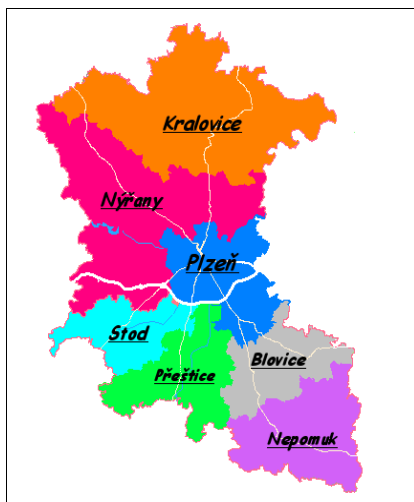 Kralovice
Nýřany
Plzeň
Stod
Blovice
Přeštice
Nepomuk